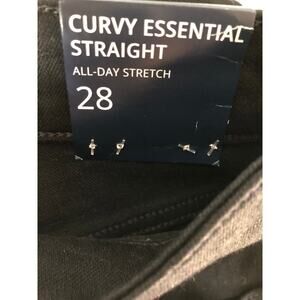 CURVY ESSENTIAL
STRAIGHT
ALL-DAY STRETCH
28